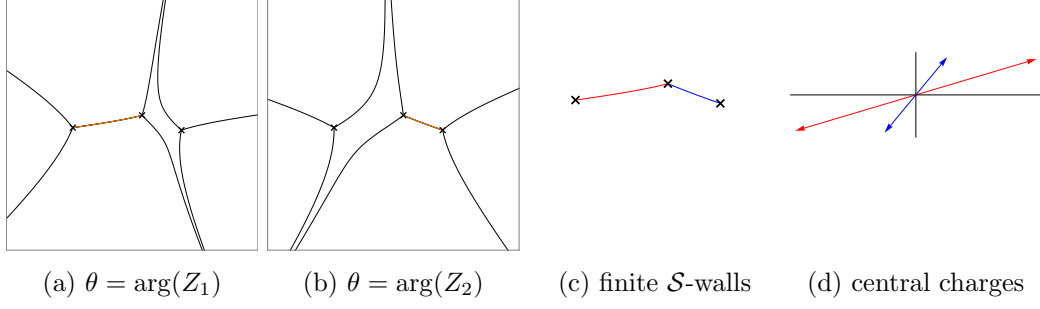 (a) θ = arg(Z₁)
(b) θ = arg(Z₂)
(c) finite 𝒮-walls
(d) central charges